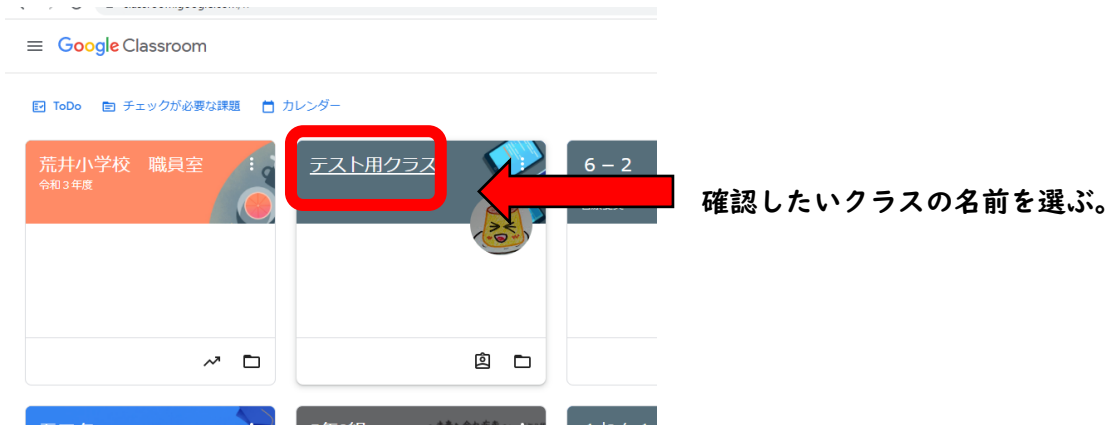 Google Classroom
ToDo チェックが必要な課題 カレンダー
荒井小学校　職員室
令和３年度
テスト用クラス
６－２
確認したいクラスの名前を選ぶ。